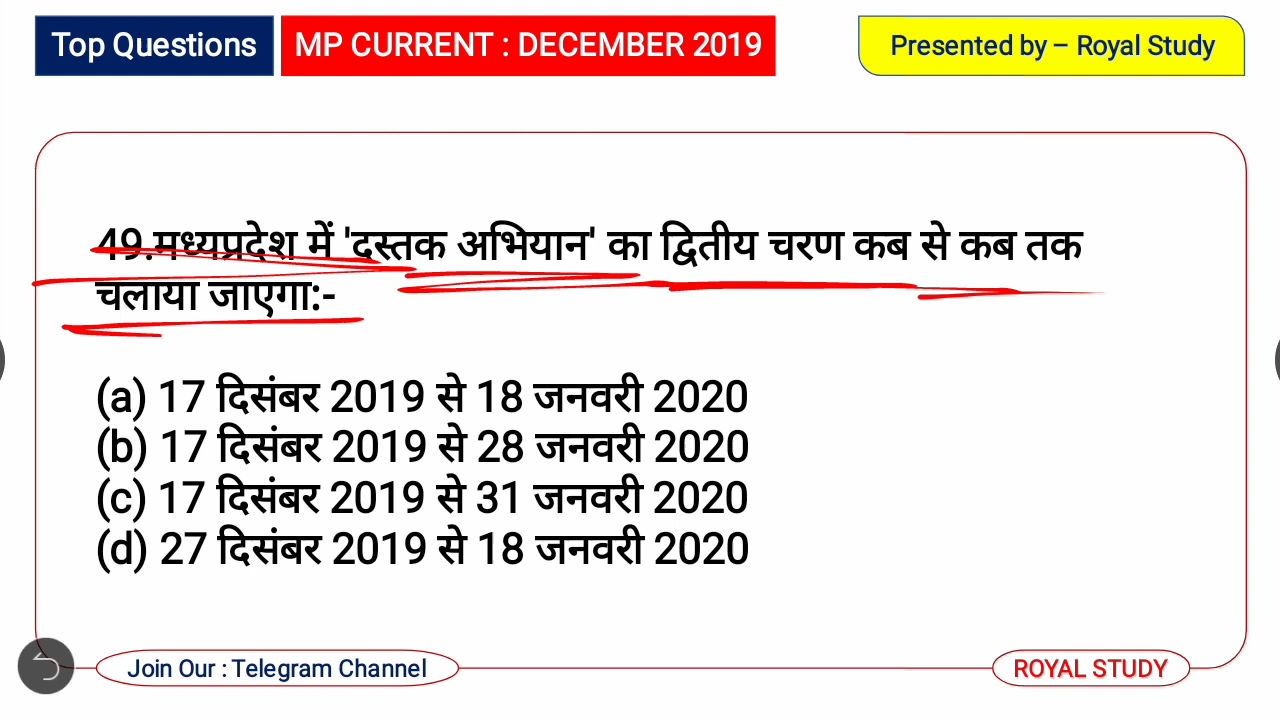 Top Questions
MP CURRENT : DECEMBER 2019
Presented by – Royal Study
49.मध्यप्रदेश में 'दस्तक अभियान' का द्वितीय चरण कब से कब तक
चलाया जाएगा:-
(a) 17 दिसंबर 2019 से 18 जनवरी 2020
(b) 17 दिसंबर 2019 से 28 जनवरी 2020
(c) 17 दिसंबर 2019 से 31 जनवरी 2020
(d) 27 दिसंबर 2019 से 18 जनवरी 2020
Join Our : Telegram Channel
ROYAL STUDY